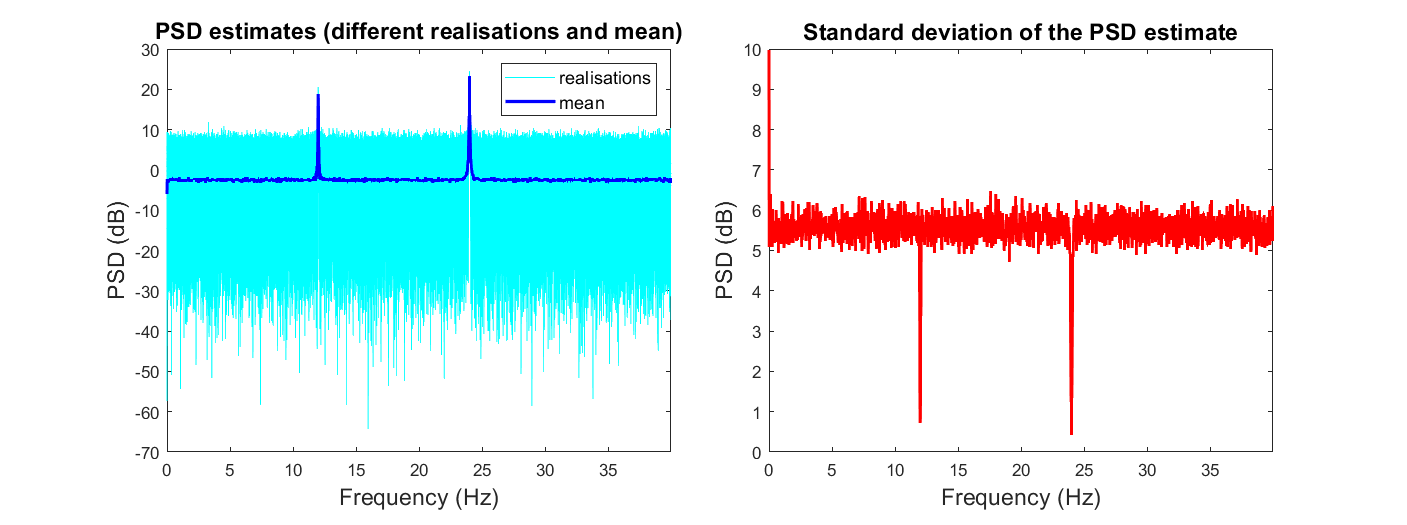 PSD estimates (different realisations and mean)
30
20
10
0
-10
-20
-30
-40
-50
-60
-70
PSD (dB)
realisations
mean
0 5 10 15 20 25 30 35
Frequency (Hz)
Standard deviation of the PSD estimate
10
9
8
7
6
5
4
3
2
1
0
PSD (dB)
0 5 10 15 20 25 30 35
Frequency (Hz)